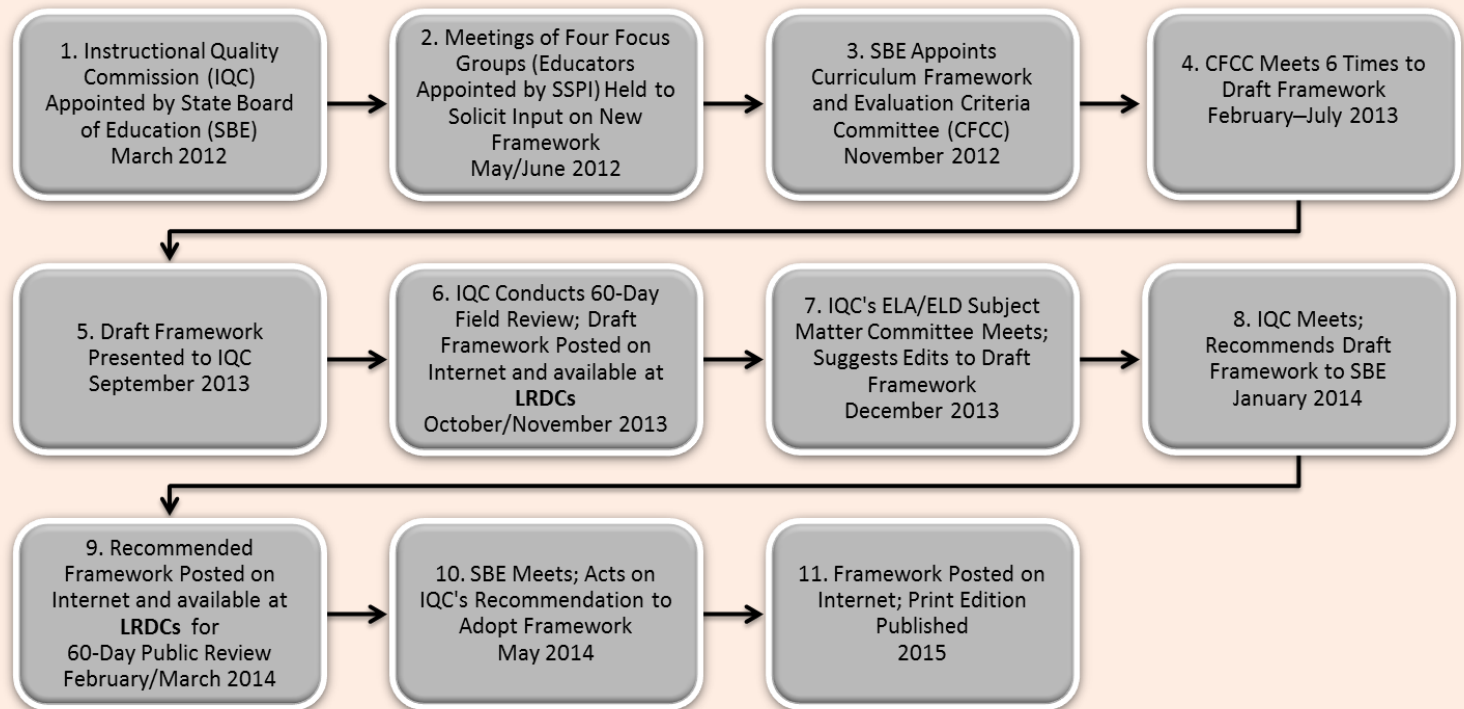 1. Instructional Quality
Commission (IQC)
Appointed by State Board
of Education (SBE)
March 2012
2. Meetings of Four Focus
Groups (Educators
Appointed by SSPI) Held to
Solicit Input on New
Framework
May/June 2012
3. SBE Appoints
Curriculum Framework
and Evaluation Criteria
Committee (CFCC)
November 2012
4. CFCC Meets 6 Times to
Draft Framework
February–July 2013
5. Draft Framework
Presented to IQC
September 2013
6. IQC Conducts 60-Day
Field Review; Draft
Framework Posted on
Internet and available at
LRDCs
October/November 2013
7. IQC's ELA/ELD Subject
Matter Committee Meets;
Suggests Edits to Draft
Framework
December 2013
8. IQC Meets;
Recommends Draft
Framework to SBE
January 2014
9. Recommended
Framework Posted on
Internet and available at
LRDCs for
60-Day Public Review
February/March 2014
10. SBE Meets; Acts on
IQC's Recommendation to
Adopt Framework
May 2014
11. Framework Posted on
Internet; Print Edition
Published
2015